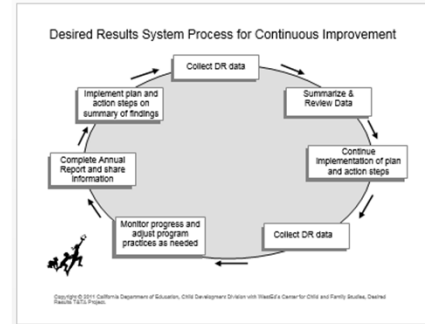 Desired Results System Process for Continuous Improvement
Collect DR data
Summarize &
Review Data
Continue
Implementation of plan
and action steps
Collect DR data
Monitor progress and
adjust program
practices as needed
Complete Annual
Report and share
information
Implement plan and
action steps on
summary of findings
Copyright © 2011 California Department of Education, Child Development Division with WestEd's Center for Child and Family Studies, Desired
Results T&TA Project.